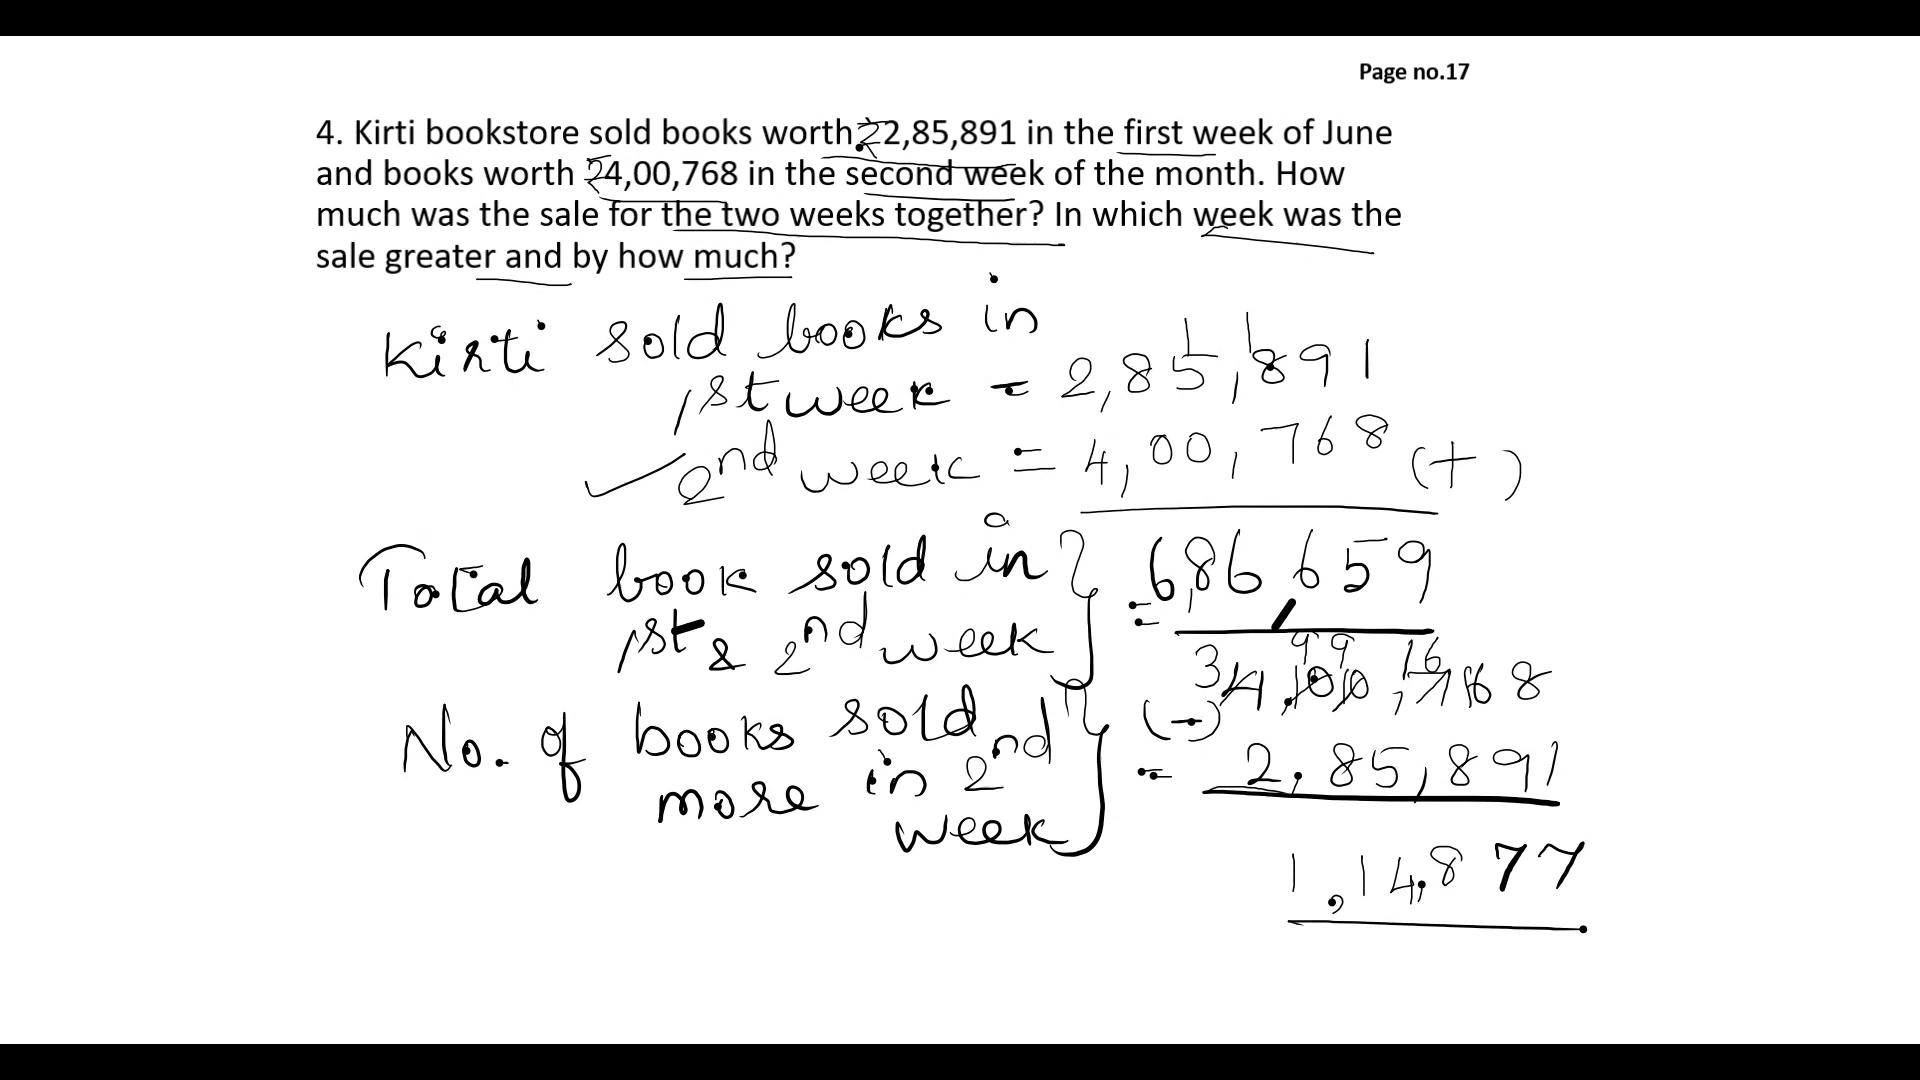 Page no.17
4. Kirti bookstore sold books worth ₹2,85,891 in the first week of June
and books worth ₹4,00,768 in the second week of the month. How
much was the sale for the two weeks together? In which week was the
sale greater and by how much?
Kirti sold books in
1st week = 2,85,891
2nd week = 4,00,768 (+)
Total book sold in
1st & 2nd week = 6,86,659
3 9 9 16
4,00,768
No. of books sold (-)
more in 2nd = 2,85,891
week
1,14,877